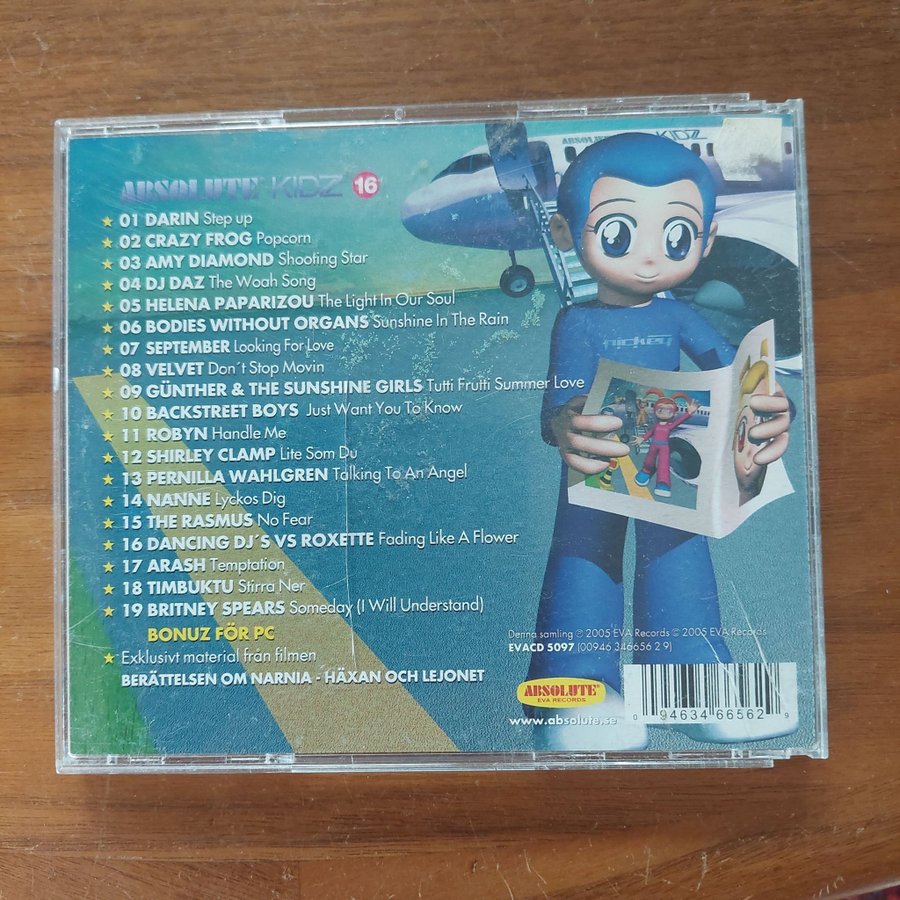 ABSOLUTE KIDZ
ABSOLUTE KIDZ 16
01 DARIN Step up
02 CRAZY FROG Popcorn
03 AMY DIAMOND Shooting Star
04 DJ DAZ The Woah Song
05 HELENA PAPARIZOU The Light In Our Soul
06 BODIES WITHOUT ORGANS Sunshine In The Rain
07 SEPTEMBER Looking For Love
08 VELVET Don´t Stop Movin
09 GÜNTHER & THE SUNSHINE GIRLS Tutti Frutti Summer Love
10 BACKSTREET BOYS Just Want You To Know
11 ROBYN Handle Me
12 SHIRLEY CLAMP Lite Som Du
13 PERNILLA WAHLGREN Talking To An Angel
14 NANNE Lyckos Dig
15 THE RASMUS No Fear
16 DANCING DJ´S VS ROXETTE Fading Like A Flower
17 ARASH Temptation
18 TIMBUKTU Stirra Ner
19 BRITNEY SPEARS Someday (I Will Understand)
BONUZ FÖR PC
Exklusivt material från filmen
BERÄTTELSEN OM NARNIA - HÄXAN OCH LEJONET
nickey
Denna samling ℗ 2005 EVA Records © 2005 EVA Records
EVACD 5097 (00946 346656 2 9)
ABSOLUTE
EVA RECORDS
www.absolute.se
0 94634 66562 9